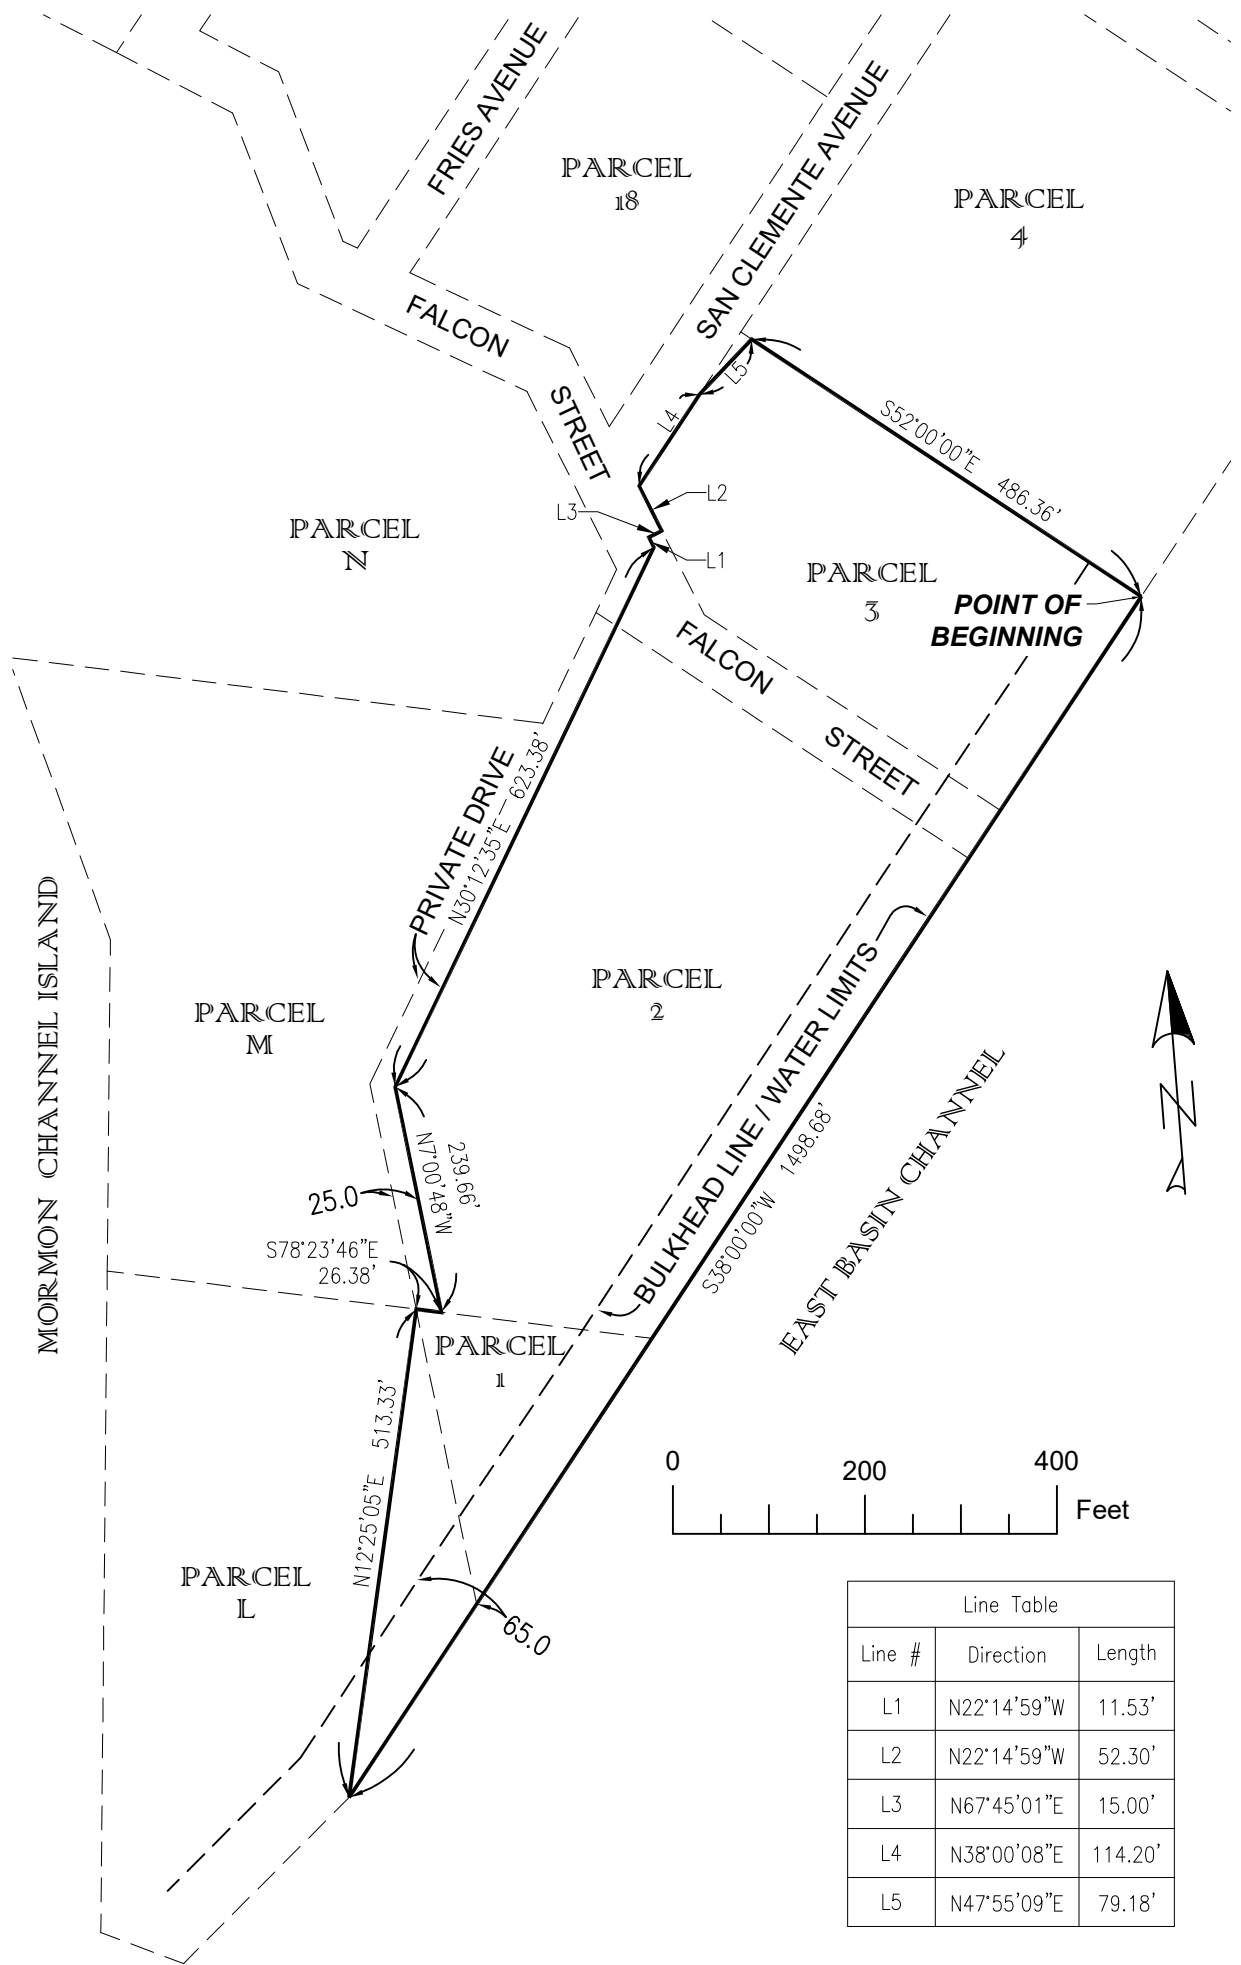 FRIES AVENUE
PARCEL
18
SAN CLEMENTE AVENUE
PARCEL
4
FALCON
STREET
L5
L4
S52°00'00"E 486.36'
L2
L3
L1
PARCEL
N
PARCEL
3
POINT OF
BEGINNING
FALCON
STREET
PRIVATE DRIVE
N30°12'35"E 623.38'
MORMON CHANNEL ISLAND
PARCEL
M
PARCEL
2
BULKHEAD LINE / WATER LIMITS
S38°00'00"W 1498.68'
EAST BASIN CHANNEL
N
239.66'
N7°00'48"W
25.0
S78°23'46"E
26.38'
PARCEL
1
N12°25'05"E 513.33'
PARCEL
L
65.0
0 200 400
Feet
Line Table
Line # Direction Length
L1 N22°14'59"W 11.53'
L2 N22°14'59"W 52.30'
L3 N67°45'01"E 15.00'
L4 N38°00'08"E 114.20'
L5 N47°55'09"E 79.18'